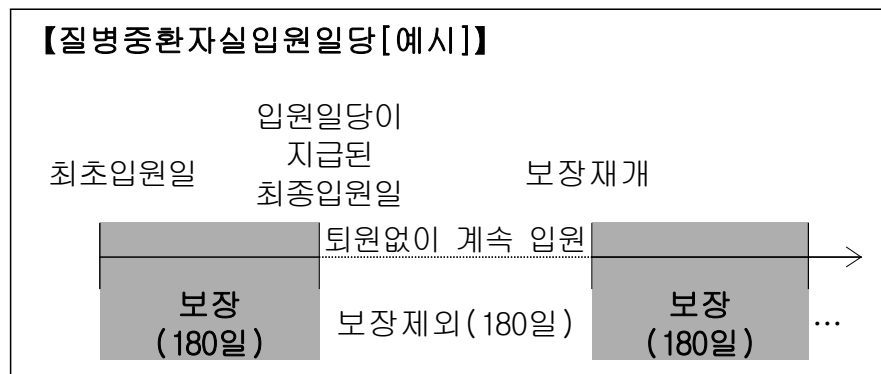 【질병중환자실입원일당[예시]】
최초입원일
입원일당이
지급된
최종입원일
보장재개
퇴원없이 계속 입원
보장
(180일)
보장제외(180일)
보장
(180일)
…